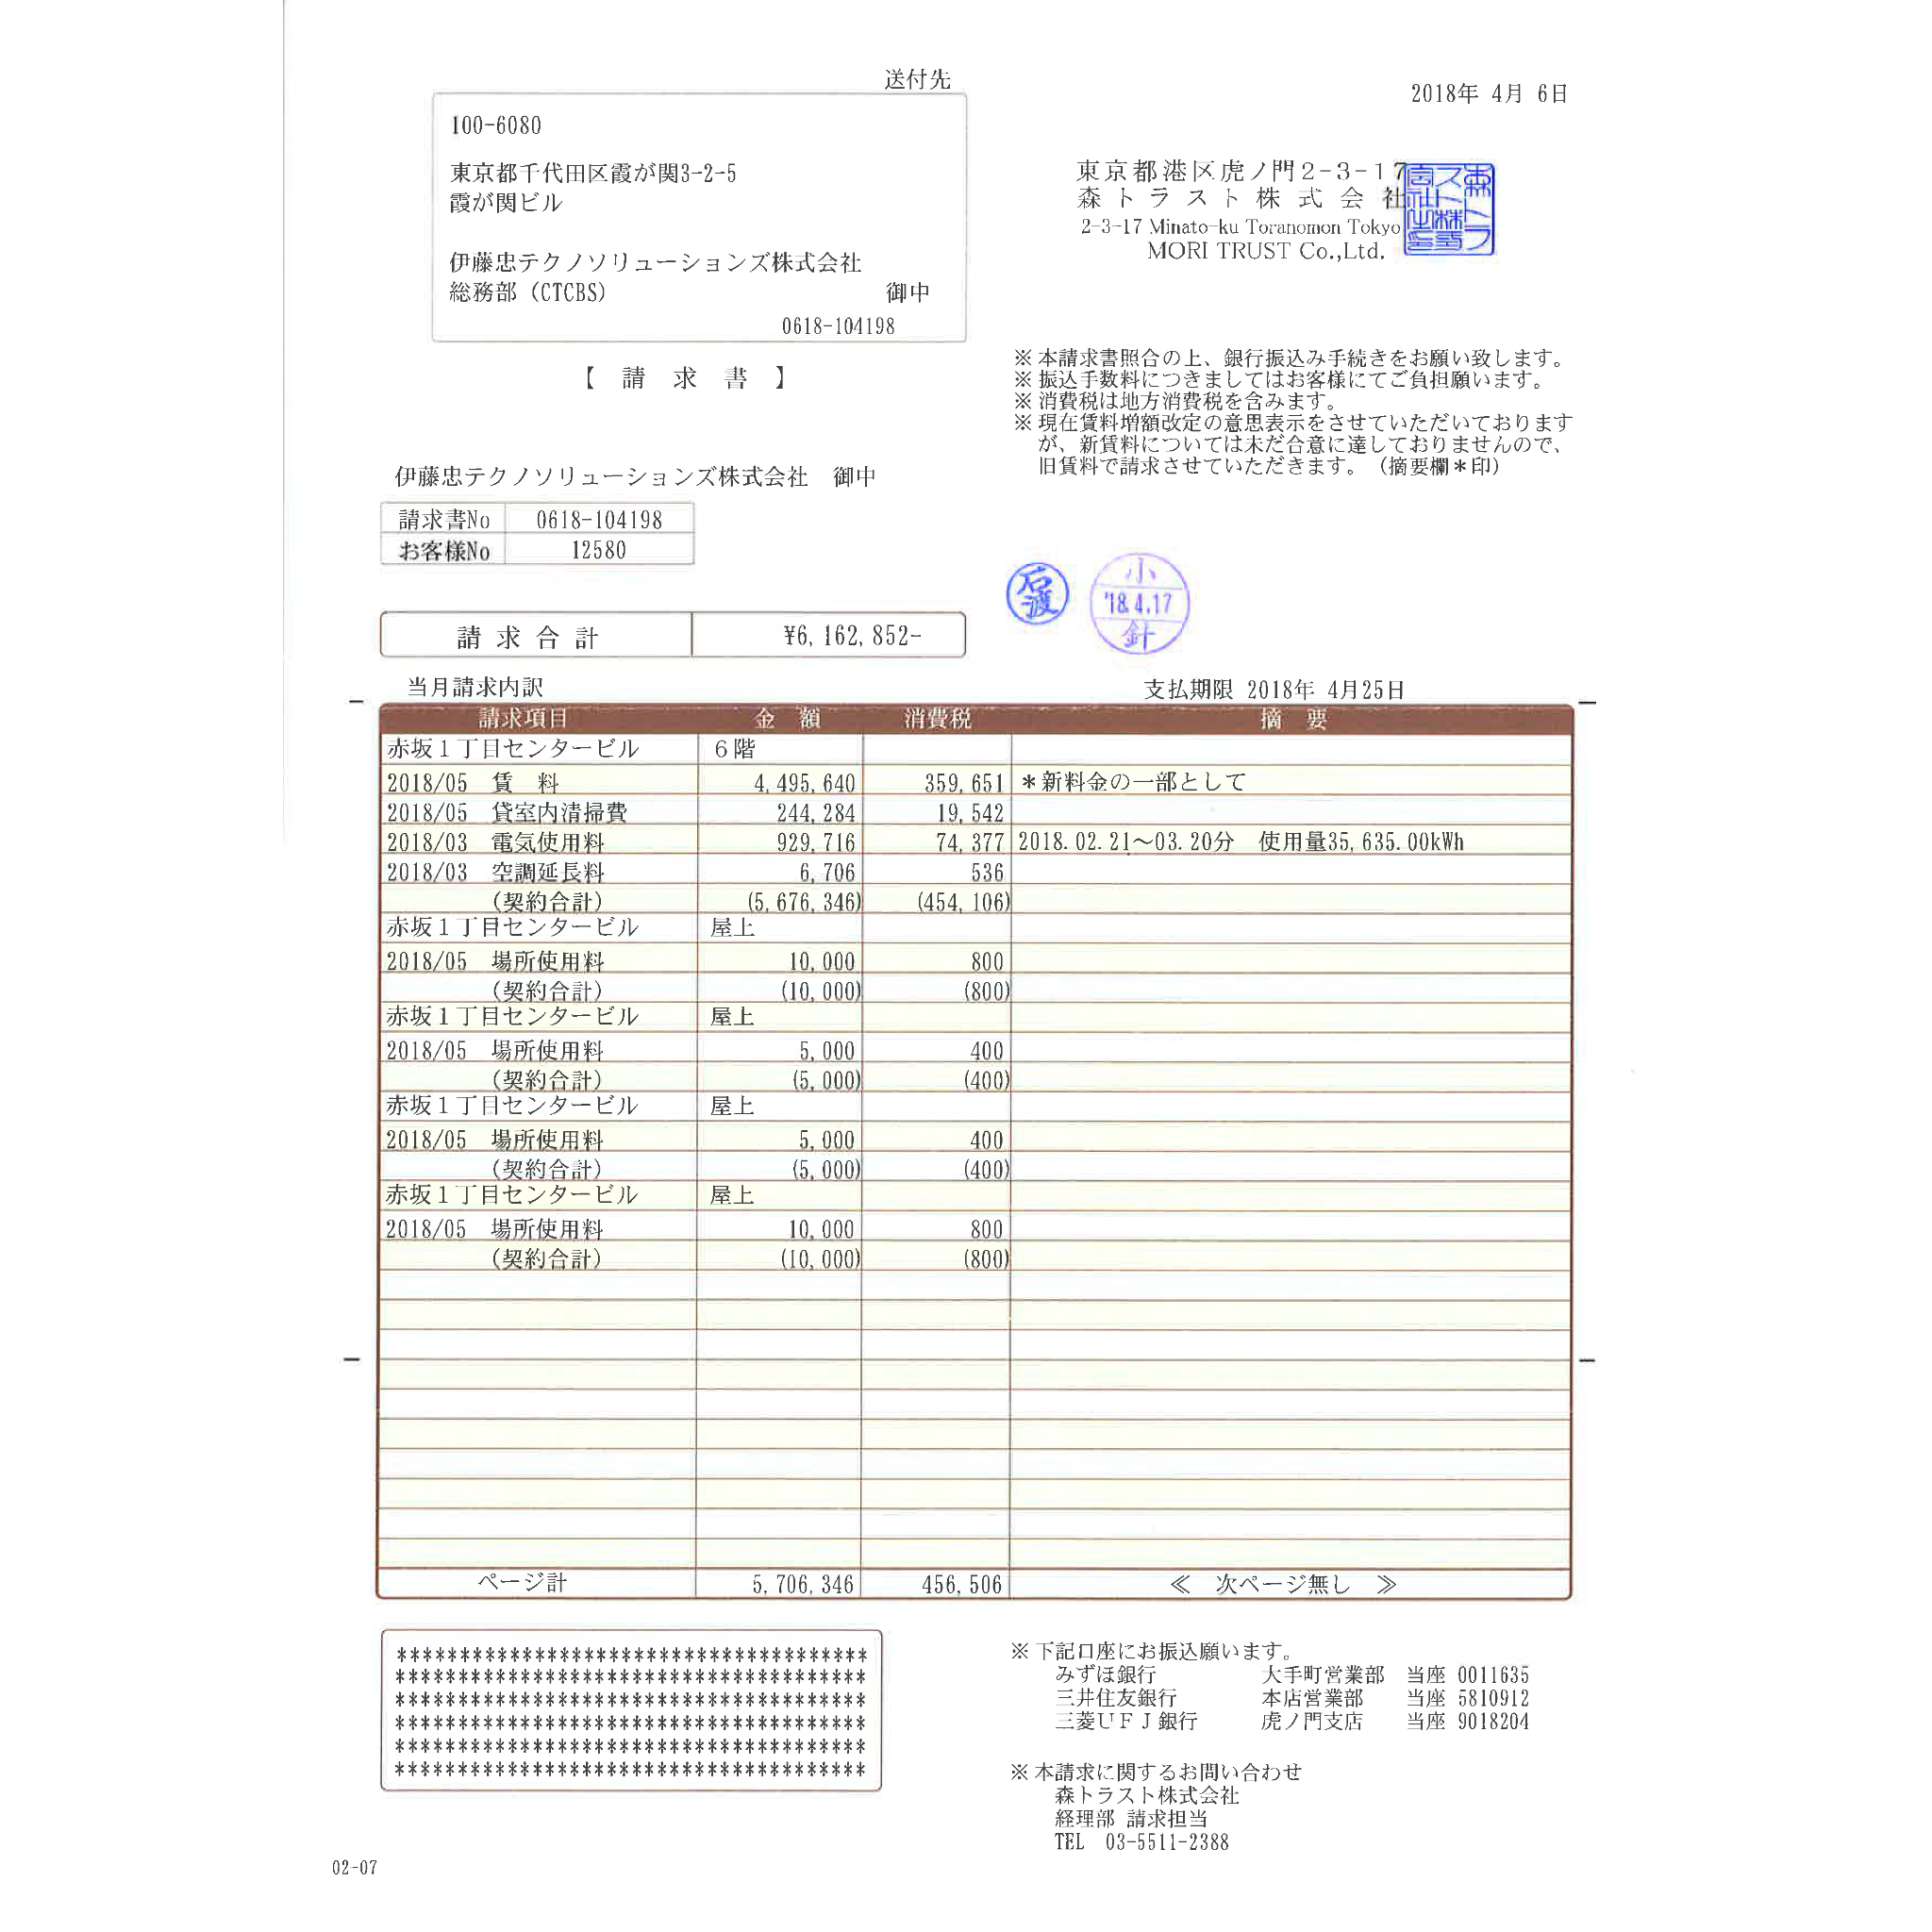 送付先
2018年 4月 6日
100-6080
東京都千代田区霞が関3-2-5
霞が関ビル
伊藤忠テクノソリューションズ株式会社
総務部（CTCBS） 御中
0618-104198
東京都港区虎ノ門2-3-17
森トラスト株式会社
2-3-17 Minato-ku Toranomon Tokyo
MORI TRUST Co.,Ltd.
【 請 求 書 】
※ 本請求書照合の上、銀行振込み手続きをお願い致します。
※ 振込手数料につきましてはお客様にてご負担願います。
※ 消費税は地方消費税を含みます。
※ 現在賃料増額改定の意思表示をさせていただいております
が、新賃料については未だ合意に達しておりませんので、
旧賃料で請求させていただきます。（摘要欄＊印）
伊藤忠テクノソリューションズ株式会社 御中
請求書No 0618-104198
お客様No 12580
石渡
小
'18.4.17
針
請 求 合 計 ¥6,162,852-
当月請求内訳
支払期限 2018年 4月25日
請求項目 金 額 消費税 摘 要
赤坂１丁目センタービル ６階
2018/05 賃 料 4,495,640 359,651 ＊新料金の一部として
2018/05 貸室内清掃費 244,284 19,542
2018/03 電気使用料 929,716 74,377 2018.02.21～03.20分 使用量35,635.00kWh
2018/03 空調延長料 6,706 536
（契約合計） (5,676,346) (454,106)
赤坂１丁目センタービル 屋上
2018/05 場所使用料 10,000 800
（契約合計） (10,000) (800)
赤坂１丁目センタービル 屋上
2018/05 場所使用料 5,000 400
（契約合計） (5,000) (400)
赤坂１丁目センタービル 屋上
2018/05 場所使用料 5,000 400
（契約合計） (5,000) (400)
赤坂１丁目センタービル 屋上
2018/05 場所使用料 10,000 800
（契約合計） (10,000) (800)
ページ計 5,706,346 456,506 ≪ 次ページ無し ≫
**************************************
**************************************
**************************************
**************************************
**************************************
**************************************
※ 下記口座にお振込願います。
みずほ銀行 大手町営業部 当座 0011635
三井住友銀行 本店営業部 当座 5810912
三菱ＵＦＪ銀行 虎ノ門支店 当座 9018204
※ 本請求に関するお問い合わせ
森トラスト株式会社
経理部 請求担当
TEL 03-5511-2388
02-07